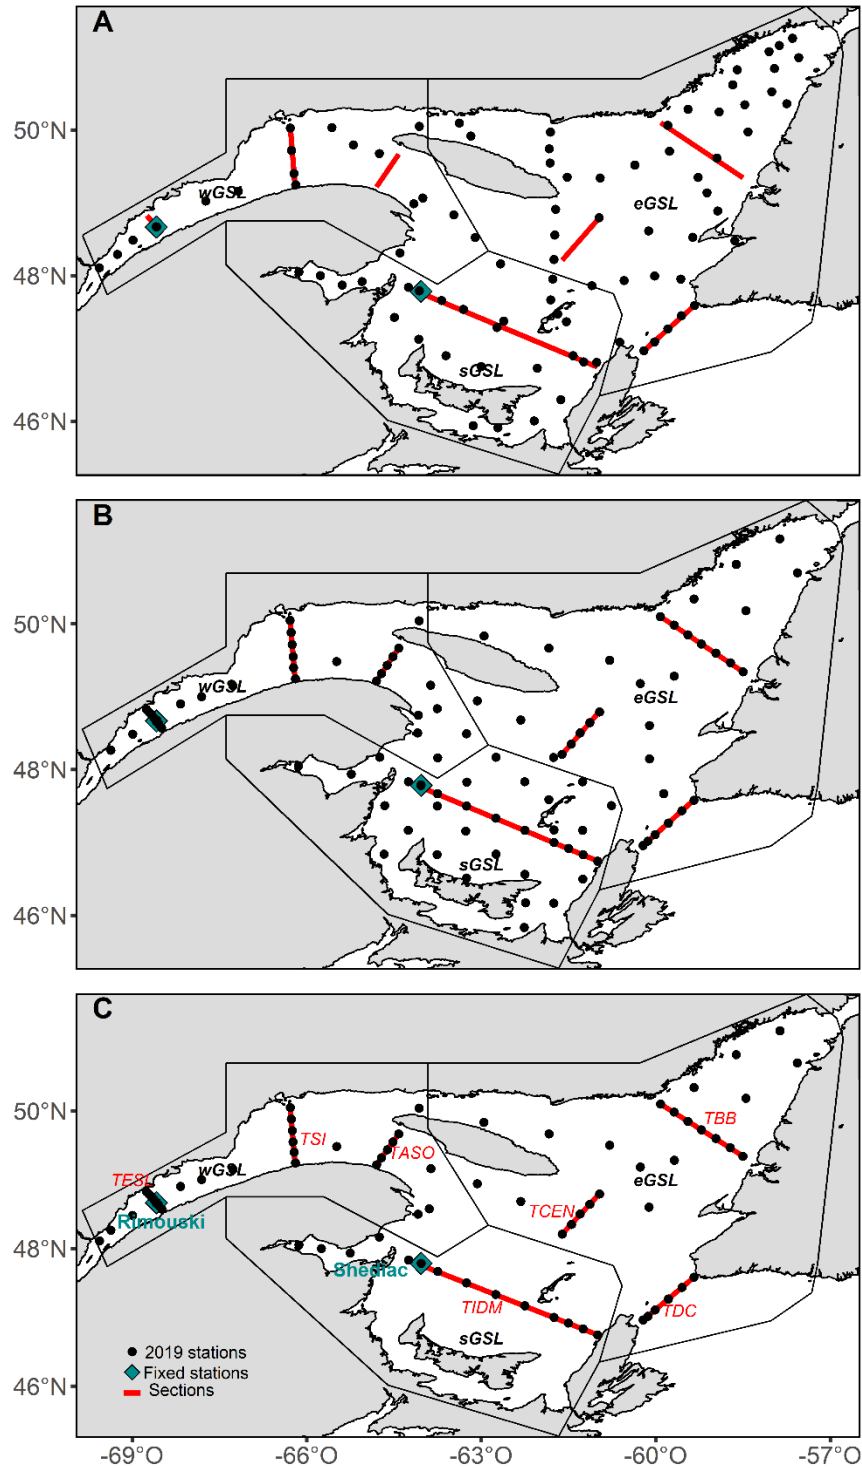 A
50°N
wGSL
eGSL
48°N
sGSL
46°N
B
50°N
wGSL
eGSL
48°N
sGSL
46°N
C
50°N
TBB
TSI
TASO
wGSL
TESL
eGSL
Rimouski
TCEN
48°N
Shediac
TIDM
TDC
sGSL
2019 stations
Fixed stations
Sections
46°N
-69°O -66°O -63°O -60°O -57°O